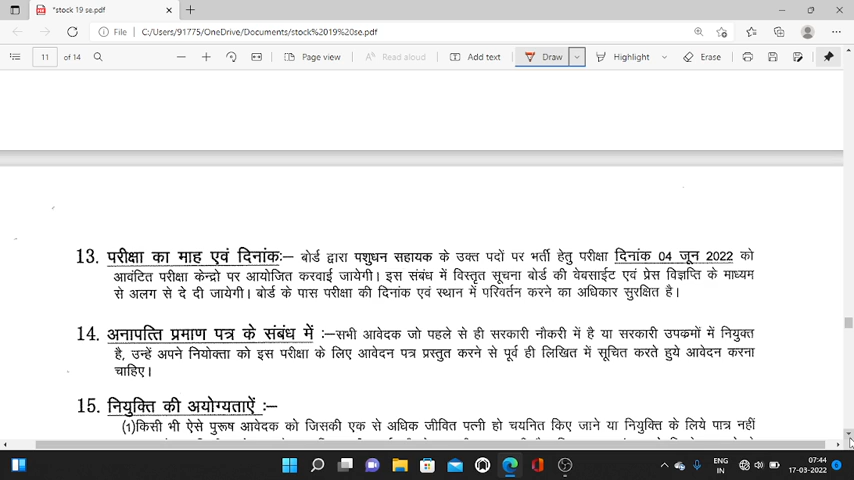 *stock 19 se.pdf
File C:/Users/91775/OneDrive/Documents/stock%2019%20se.pdf
11 of 14 Page view Read aloud Add text Draw Highlight Erase
13. परीक्षा का माह एवं दिनांकः– बोर्ड द्वारा पशुधन सहायक के उक्त पदों पर भर्ती हेतु परीक्षा दिनांक 04 जून 2022 को
आवंटित परीक्षा केन्द्रो पर आयोजित करवाई जायेगी। इस संबंध में विस्तृत सूचना बोर्ड की वेबसाईट एवं प्रेस विज्ञप्ति के माध्यम
से अलग से दे दी जायेगी। बोर्ड के पास परीक्षा की दिनांक एवं स्थान में परिवर्तन करने का अधिकार सुरक्षित है।
14. अनापत्ति प्रमाण पत्र के संबंध में :–सभी आवेदक जो पहले से ही सरकारी नौकरी में है या सरकारी उपकमों में नियुक्त
है, उन्हें अपने नियोक्ता को इस परीक्षा के लिए आवेदन पत्र प्रस्तुत करने से पूर्व ही लिखित में सूचित करते हुये आवेदन करना
चाहिए।
15. नियुक्ति की अयोग्यताऐं :–
(1)किसी भी ऐसे पुरूष आवेदक को जिसकी एक से अधिक जीवित पत्नी हो चयनित किए जाने या नियुक्ति के लिये पात्र नहीं
ENG 07:44
IN 17-03-2022 6